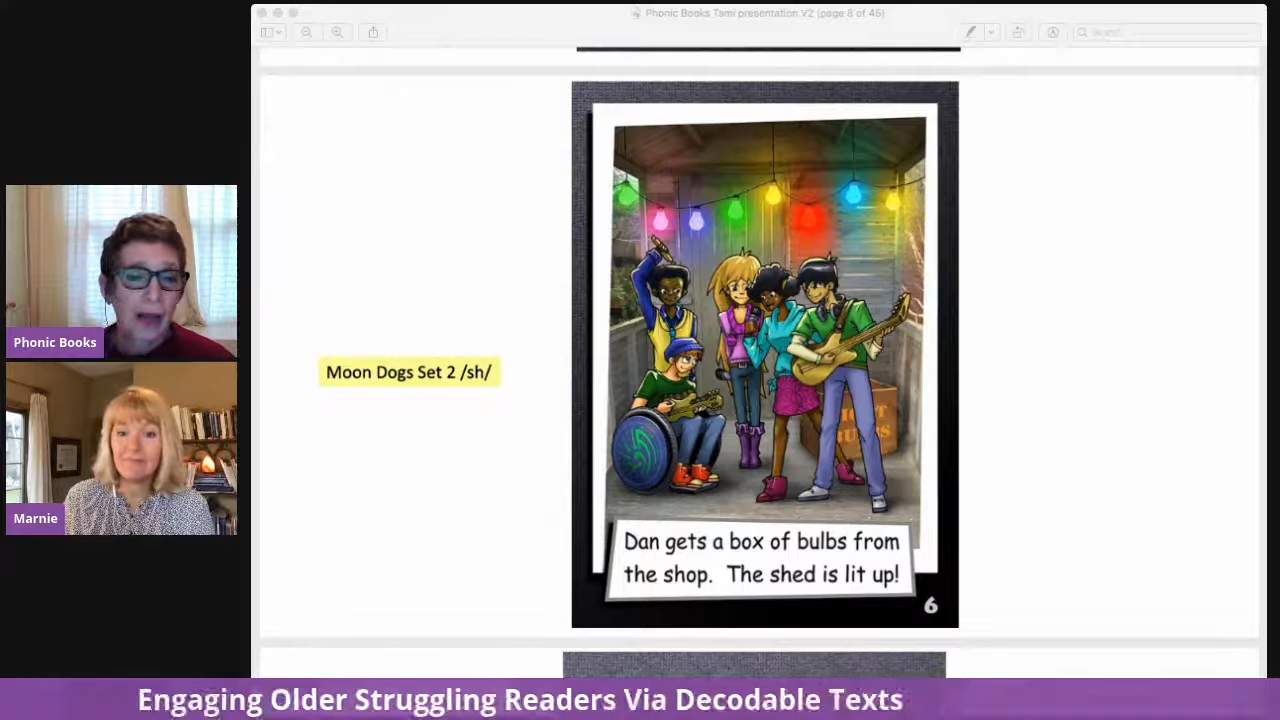 Phonic Books Tami presentation V2 (page 8 of 45)
Search
Phonic Books
Marnie
Moon Dogs Set 2 /sh/
Dan gets a box of bulbs from
the shop. The shed is lit up!
6
Engaging Older Struggling Readers Via Decodable Texts